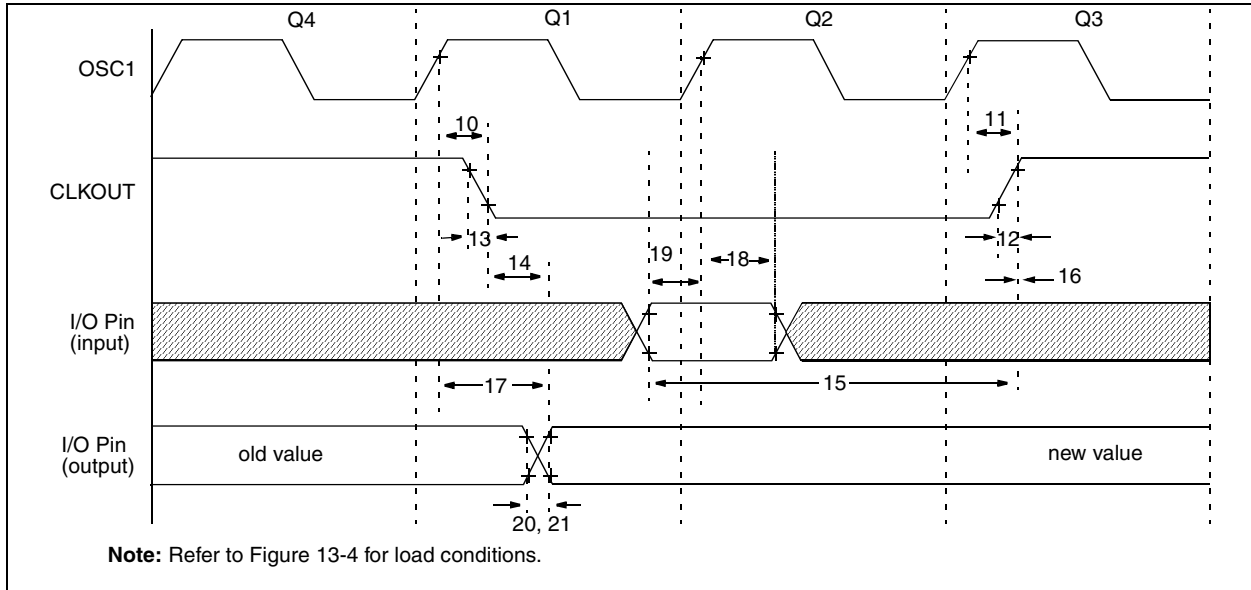 Q4 Q1 Q2 Q3
OSC1
10 11
CLKOUT
13 12
14 19 18 16
I/O Pin
(input)
17 15
I/O Pin
(output)
old value new value
20, 21
Note: Refer to Figure 13-4 for load conditions.